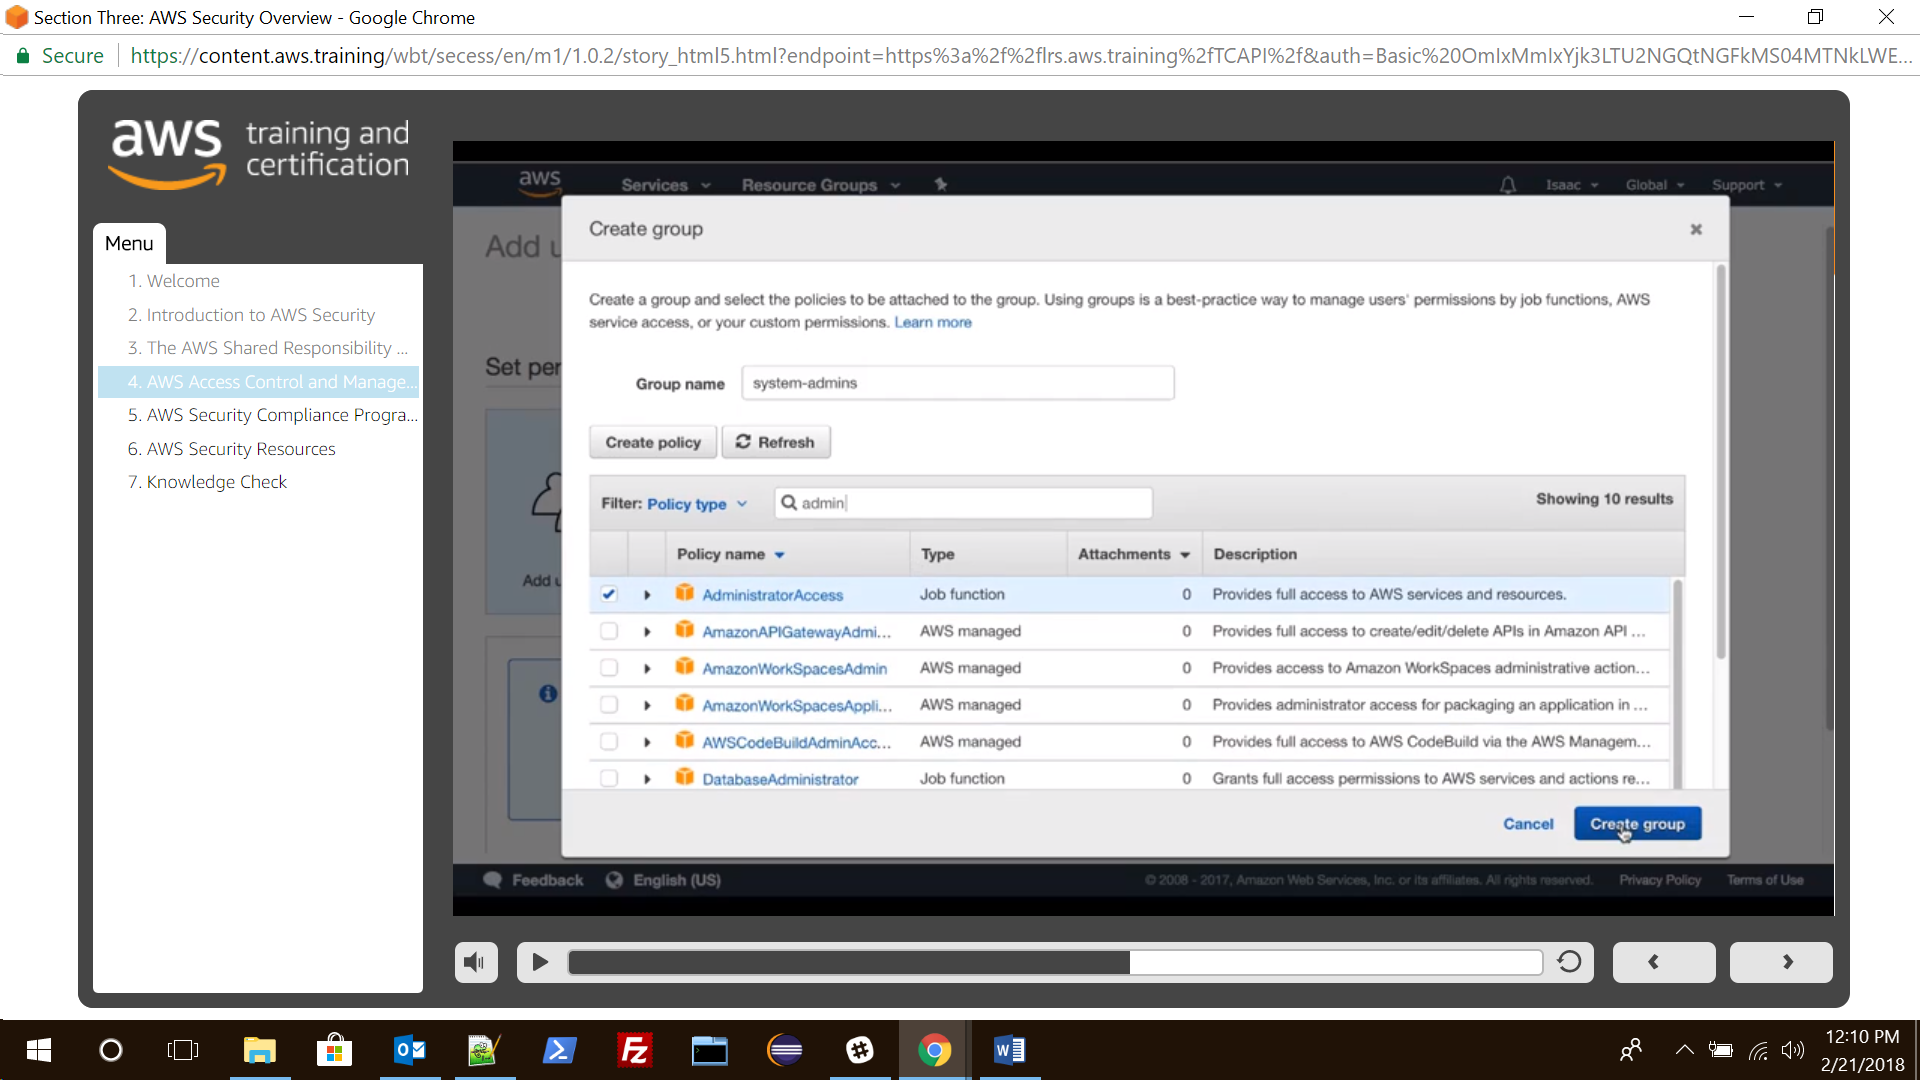 Section Three: AWS Security Overview - Google Chrome
Secure
https://content.aws.training/wbt/secess/en/m1/1.0.2/story_html5.html?endpoint=https%3a%2f%2flrs.aws.training%2fTCAPI%2f&auth=Basic%20OmIxMmIxYjk3LTU2NGQtNGFkMS04MTNkLWE...
aws training and certification
Menu
1. Welcome
2. Introduction to AWS Security
3. The AWS Shared Responsibility ...
4. AWS Access Control and Manage...
5. AWS Security Compliance Progra...
6. AWS Security Resources
7. Knowledge Check
aws Services Resource Groups Isaac Global Support
Add u
Create group
Create a group and select the policies to be attached to the group. Using groups is a best-practice way to manage users' permissions by job functions, AWS
service access, or your custom permissions. Learn more
Set per
Group name system-admins
Create policy Refresh
Filter: Policy type admin Showing 10 results
Policy name Type Attachments Description
Add u
AdministratorAccess Job function 0 Provides full access to AWS services and resources.
AmazonAPIGatewayAdmi... AWS managed 0 Provides full access to create/edit/delete APIs in Amazon API ...
AmazonWorkSpacesAdmin AWS managed 0 Provides access to Amazon WorkSpaces administrative action...
AmazonWorkSpacesAppli... AWS managed 0 Provides administrator access for packaging an application in ...
AWSCodeBuildAdminAcc... AWS managed 0 Provides full access to AWS CodeBuild via the AWS Managem...
DatabaseAdministrator Job function 0 Grants full access permissions to AWS services and actions re...
Cancel Create group
Feedback English (US) © 2008 - 2017, Amazon Web Services, Inc. or its affiliates. All rights reserved. Privacy Policy Terms of Use
12:10 PM
2/21/2018